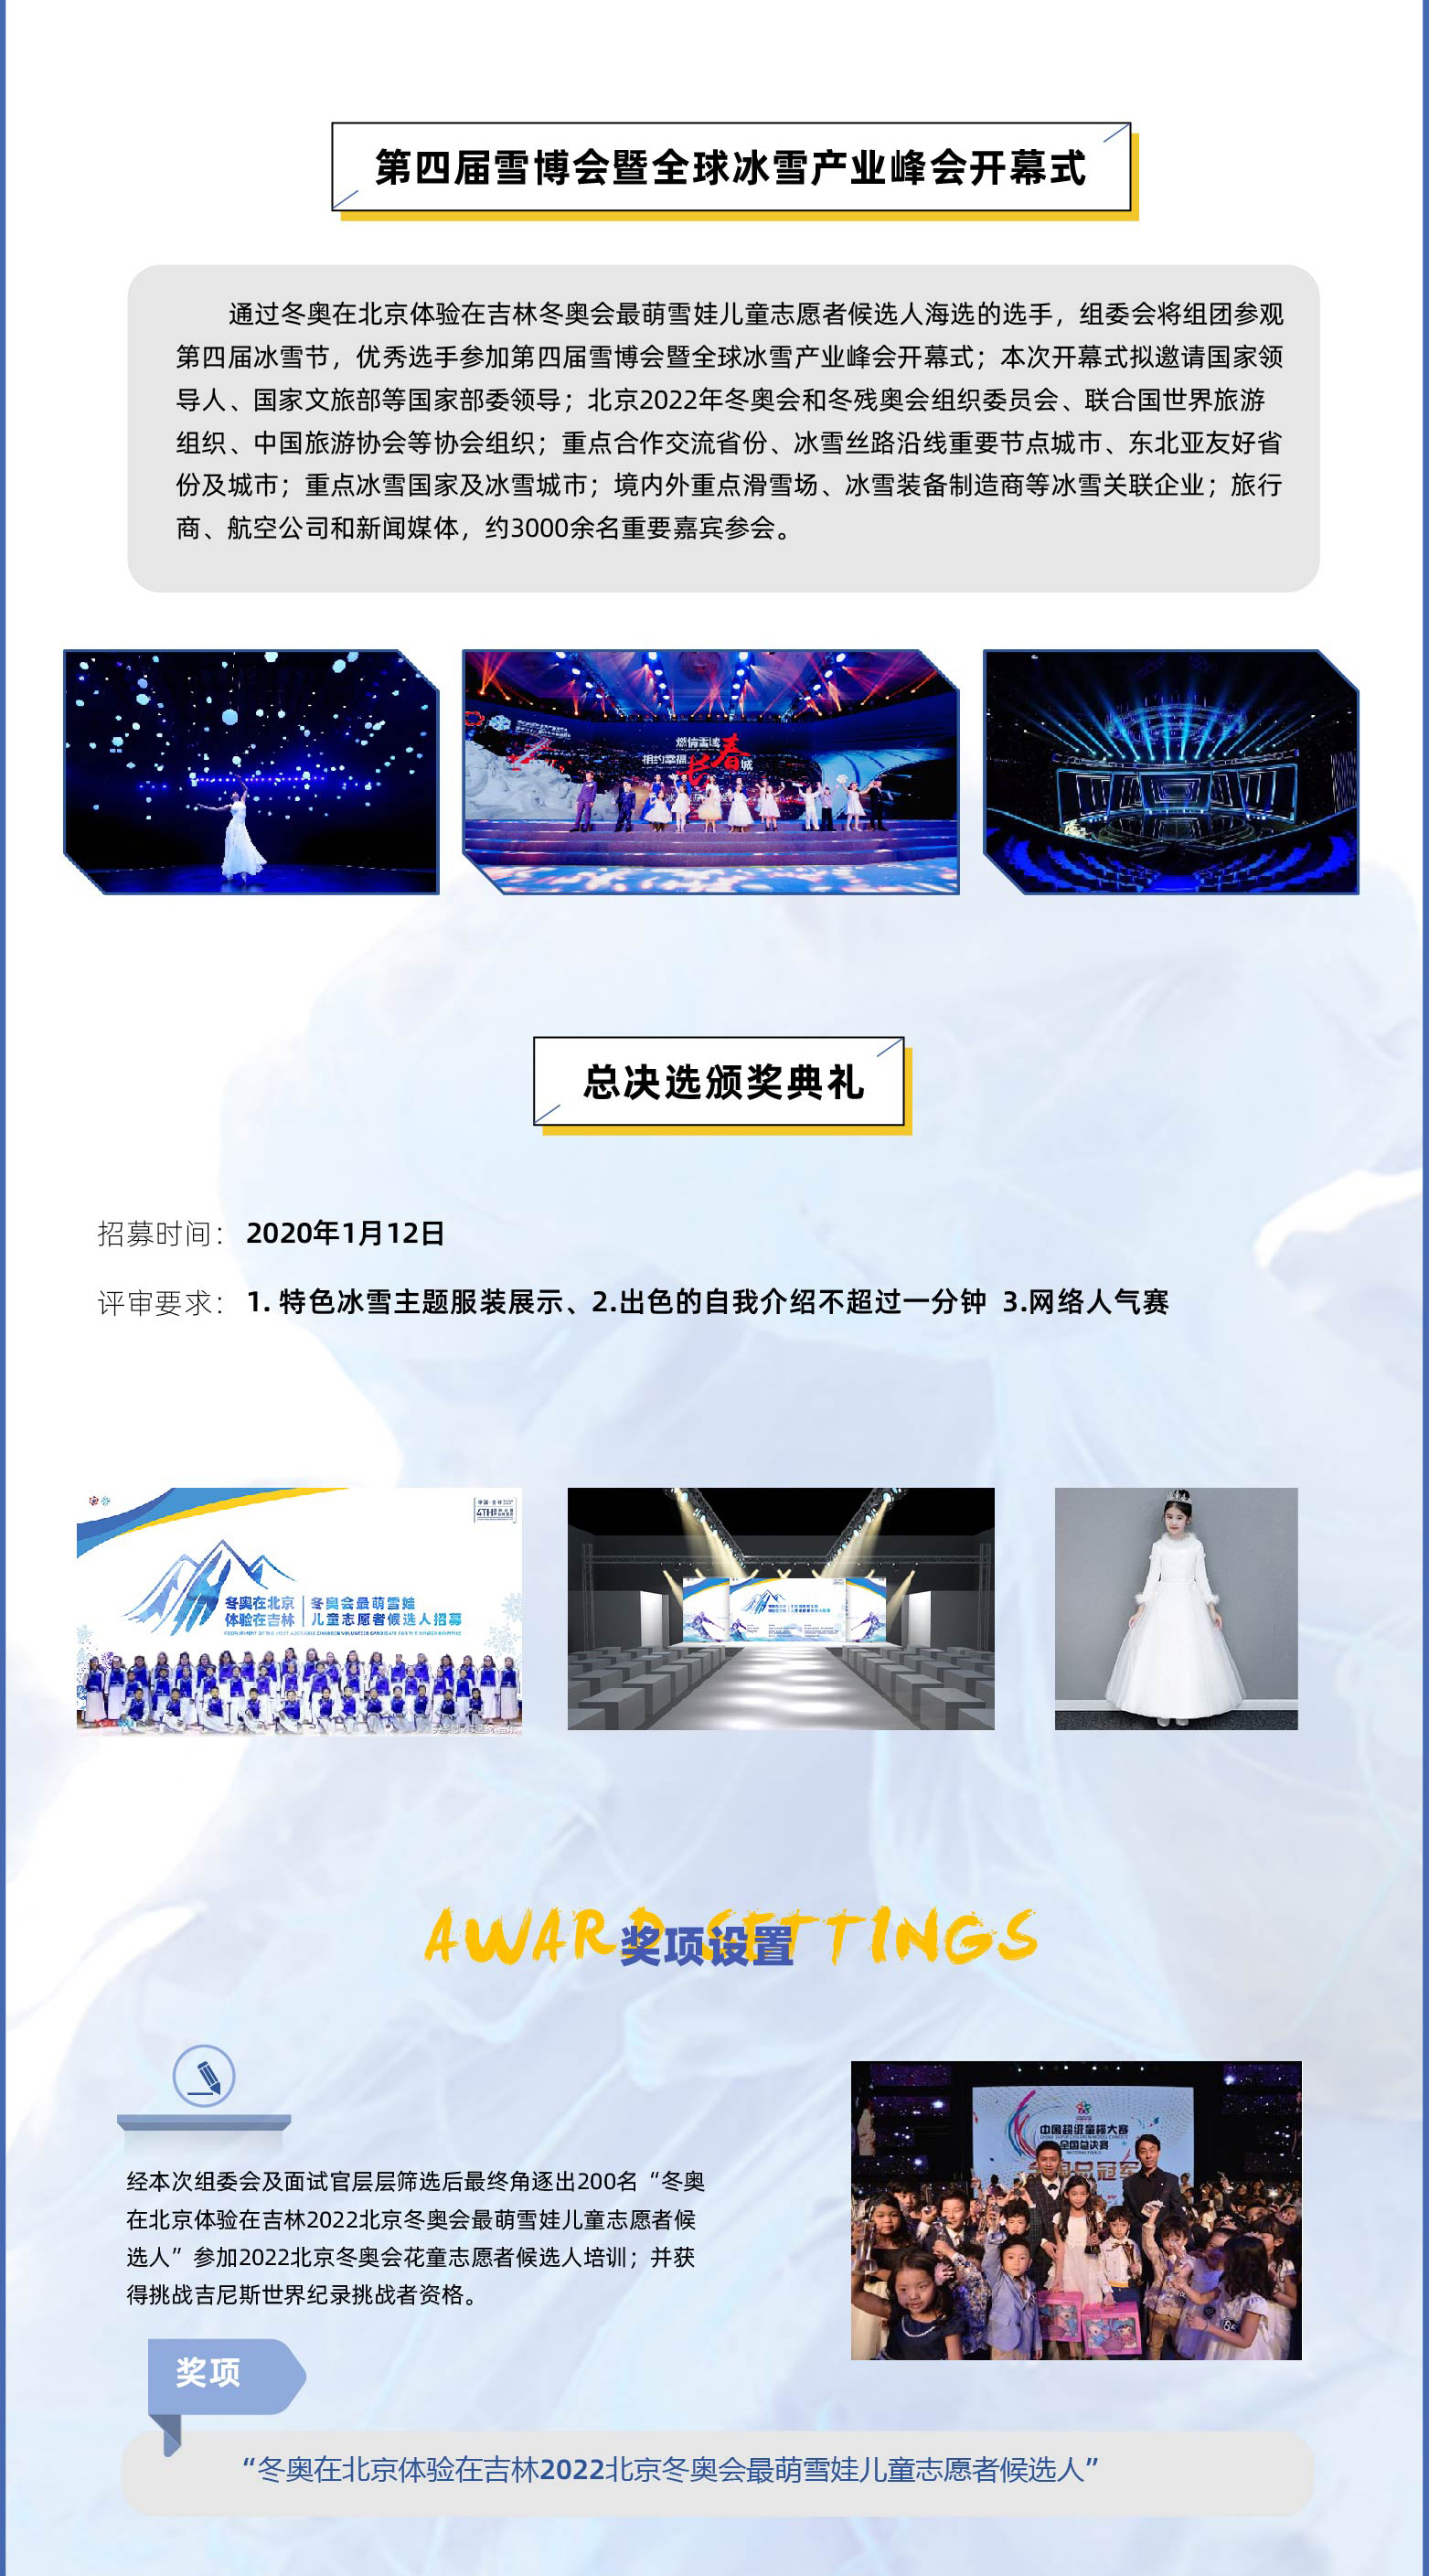 第四届雪博会暨全球冰雪产业峰会开幕式
通过冬奥在北京体验在吉林冬奥会最萌雪娃儿童志愿者候选人海选的选手，组委会将组团参观
第四届冰雪节，优秀选手参加第四届雪博会暨全球冰雪产业峰会开幕式；本次开幕式拟邀请国家领
导人、国家文旅部等国家部委领导；北京2022年冬奥会和冬残奥会组织委员会、联合国世界旅游
组织、中国旅游协会等协会组织；重点合作交流省份、冰雪丝路沿线重要节点城市、东北亚友好省
份及城市；重点冰雪国家及冰雪城市；境内外重点滑雪场、冰雪装备制造商等冰雪关联企业；旅行
商、航空公司和新闻媒体，约3000余名重要嘉宾参会。
燃情雪域
相约幸福长春城
总决选颁奖典礼
招募时间： 2020年1月12日
评审要求： 1. 特色冰雪主题服装展示、2.出色的自我介绍不超过一分钟 3.网络人气赛
中国·吉林
4TH
冬奥在北京 冬奥会最萌雪娃
体验在吉林 儿童志愿者候选人招募
AWARD SETTINGS
奖项设置
中国超级童模大赛
全国总决赛
经本次组委会及面试官层层筛选后最终角逐出200名“冬奥
在北京体验在吉林2022北京冬奥会最萌雪娃儿童志愿者候
选人”参加2022北京冬奥会花童志愿者候选人培训；并获
得挑战吉尼斯世界纪录挑战者资格。
奖项
“冬奥在北京体验在吉林2022北京冬奥会最萌雪娃儿童志愿者候选人”